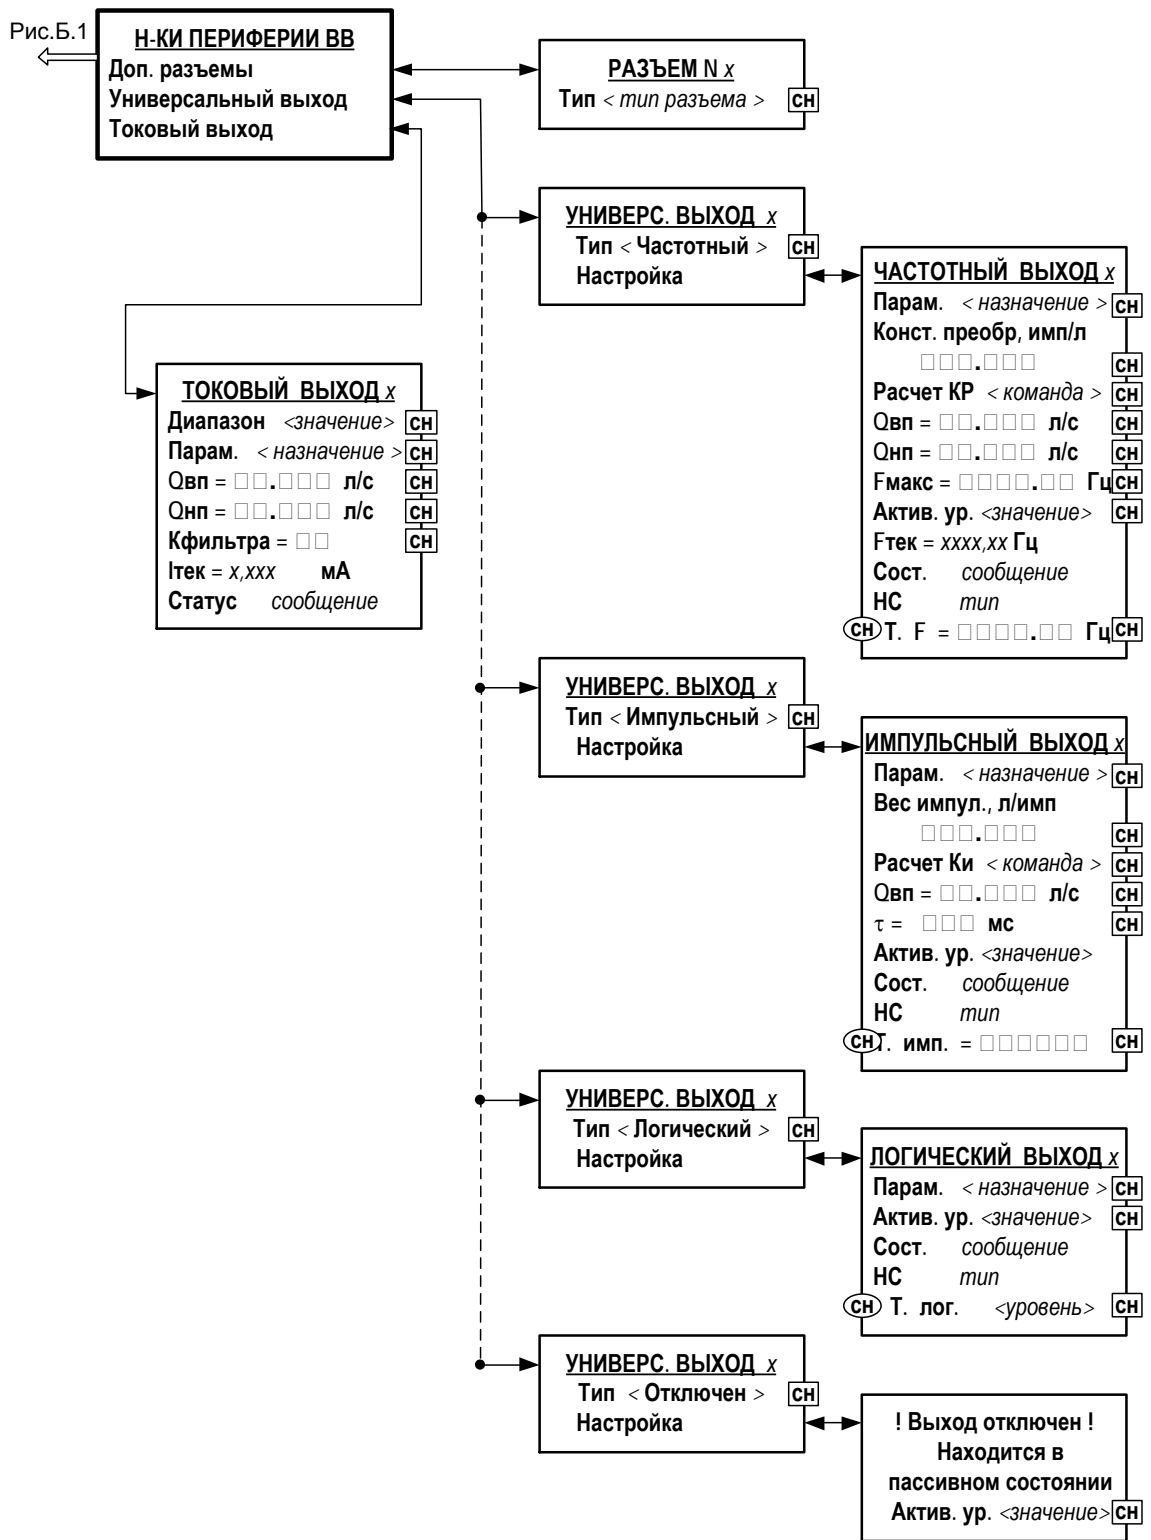 Рис.Б.1
Н-КИ ПЕРИФЕРИИ ВВ
Доп. разъемы
Универсальный выход
Токовый выход
РАЗЪЕМ N x
Тип < тип разъема > СН
УНИВЕРС. ВЫХОД x
Тип < Частотный > СН
Настройка
ЧАСТОТНЫЙ ВЫХОД x
Парам. < назначение > СН
Конст. преобр, имп/л
□□□.□□□ СН
Расчет КР < команда > СН
Qвп = □□.□□□ л/с СН
Qнп = □□.□□□ л/с СН
Fмакс = □□□□.□□ Гц СН
Актив. ур. <значение> СН
Fтек = xxxx,xx Гц
Сост. сообщение
НС тип
СН Т. F = □□□□.□□ Гц СН
ТОКОВЫЙ ВЫХОД x
Диапазон <значение> СН
Парам. < назначение > СН
Qвп = □□.□□□ л/с СН
Qнп = □□.□□□ л/с СН
Кфильтра = □□ СН
Iтек = x,xxx мА
Статус сообщение
УНИВЕРС. ВЫХОД x
Тип < Импульсный > СН
Настройка
ИМПУЛЬСНЫЙ ВЫХОД x
Парам. < назначение > СН
Вес импул., л/имп
□□□.□□□ СН
Расчет Ки < команда > СН
Qвп = □□.□□□ л/с СН
τ = □□□ мс СН
Актив. ур. <значение>
Сост. сообщение
НС тип
СН Т. имп. = □□□□□□ СН
УНИВЕРС. ВЫХОД x
Тип < Логический > СН
Настройка
ЛОГИЧЕСКИЙ ВЫХОД x
Парам. < назначение > СН
Актив. ур. <значение> СН
Сост. сообщение
НС тип
СН Т. лог. <уровень> СН
УНИВЕРС. ВЫХОД x
Тип < Отключен > СН
Настройка
! Выход отключен !
Находится в
пассивном состоянии
Актив. ур. <значение> СН